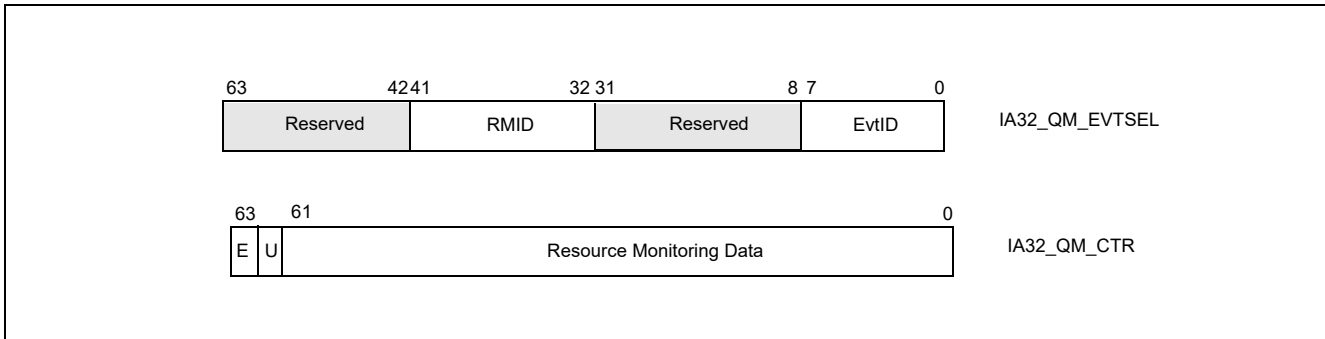 63 4241 32 31 8 7 0
Reserved RMID Reserved EvtID IA32_QM_EVTSEL
63 61 0
E U Resource Monitoring Data IA32_QM_CTR